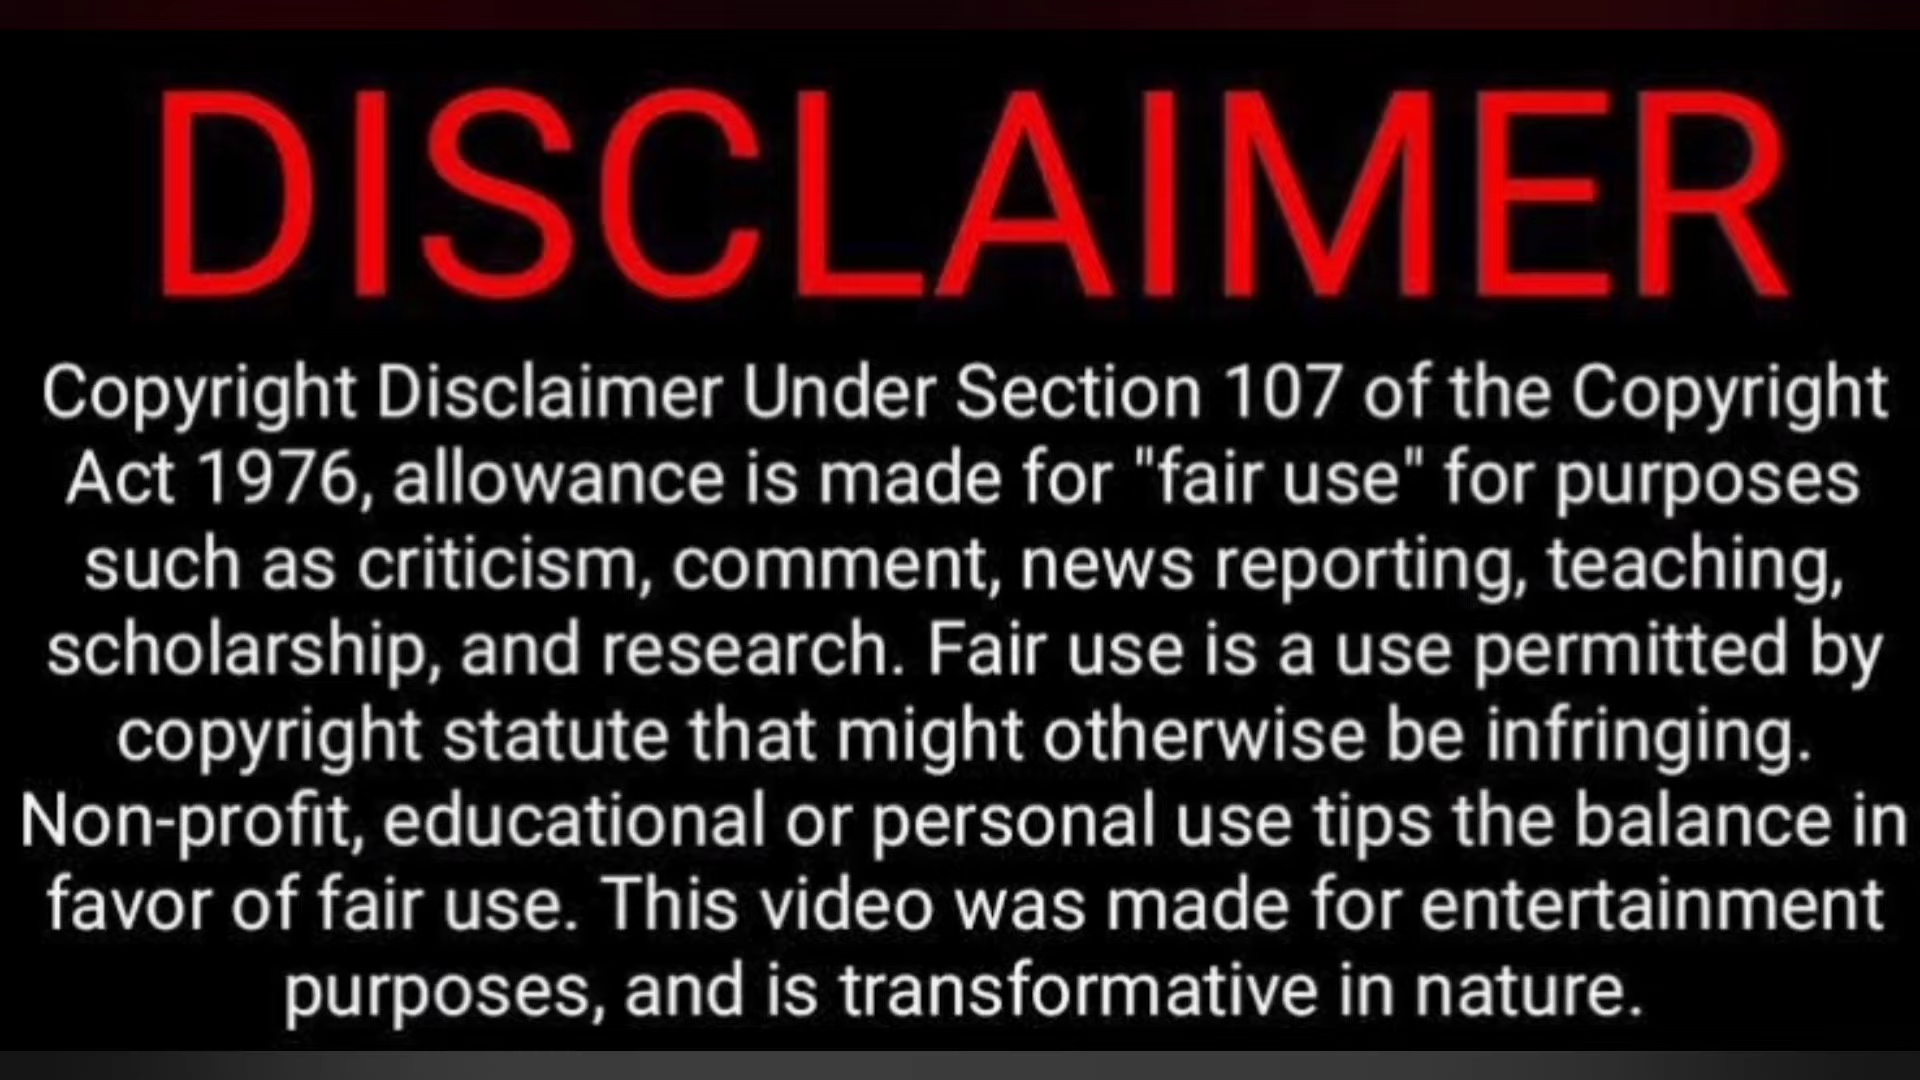 DISCLAIMER
Copyright Disclaimer Under Section 107 of the Copyright
Act 1976, allowance is made for "fair use" for purposes
such as criticism, comment, news reporting, teaching,
scholarship, and research. Fair use is a use permitted by
copyright statute that might otherwise be infringing.
Non-profit, educational or personal use tips the balance in
favor of fair use. This video was made for entertainment
purposes, and is transformative in nature.